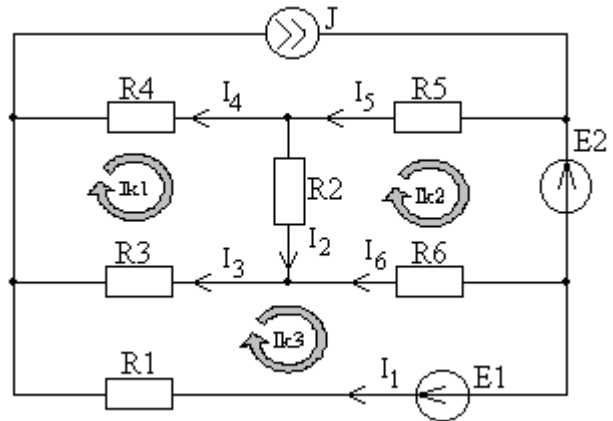 J
R4 I4 I5 R5
E2
Ik1 R2 Ik2
R3 I3 I2 I6 R6
Ik3
R1 I1 E1